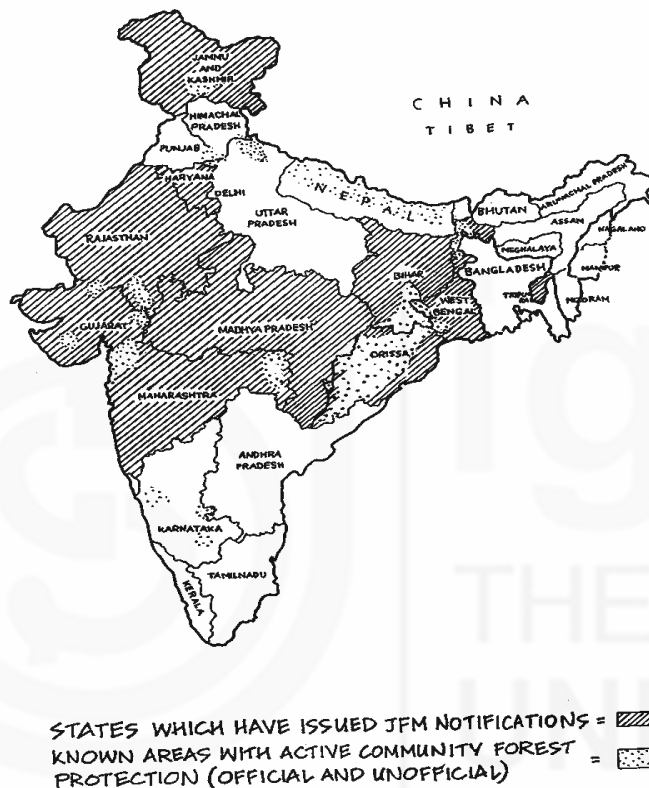 JAMMU
AND
KASHMIR
HIMACHAL
PRADESH
CHINA
TIBET
PUNJAB
HARYANA
DELHI
NEPAL
UTTAR
PRADESH
BHUTAN
ARUNACHAL PRADESH
ASSAM
NAGALAND
RAJASTHAN
MEGHALAYA
BIHAR
BANGLADESH
MANIPUR
WEST
BENGAL
GUJARAT
MADHYA PRADESH
ORISSA
MAHARASHTRA
ANDHRA
PRADESH
KARNATAKA
TAMILNADU
KERALA
STATES WHICH HAVE ISSUED JFM NOTIFICATIONS =
KNOWN AREAS WITH ACTIVE COMMUNITY FOREST =
PROTECTION (OFFICIAL AND UNOFFICIAL)
THE